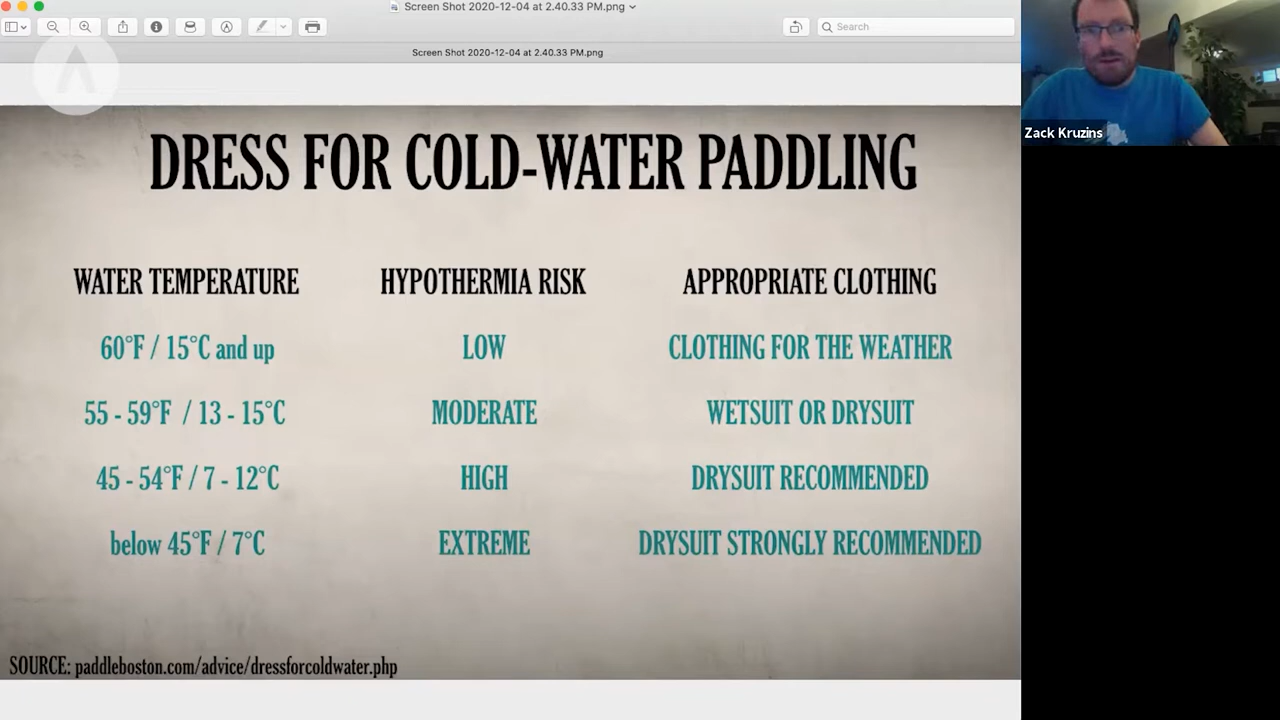 Screen Shot 2020-12-04 at 2.40.33 PM.png
Search
Screen Shot 2020-12-04 at 2.40.33 PM.png
Zack Kruzins
DRESS FOR COLD-WATER PADDLING
WATER TEMPERATURE HYPOTHERMIA RISK APPROPRIATE CLOTHING
60°F / 15°C and up LOW CLOTHING FOR THE WEATHER
55 - 59°F / 13 - 15°C MODERATE WETSUIT OR DRYSUIT
45 - 54°F / 7 - 12°C HIGH DRYSUIT RECOMMENDED
below 45°F / 7°C EXTREME DRYSUIT STRONGLY RECOMMENDED
SOURCE: paddleboston.com/advice/dressforcoldwater.php